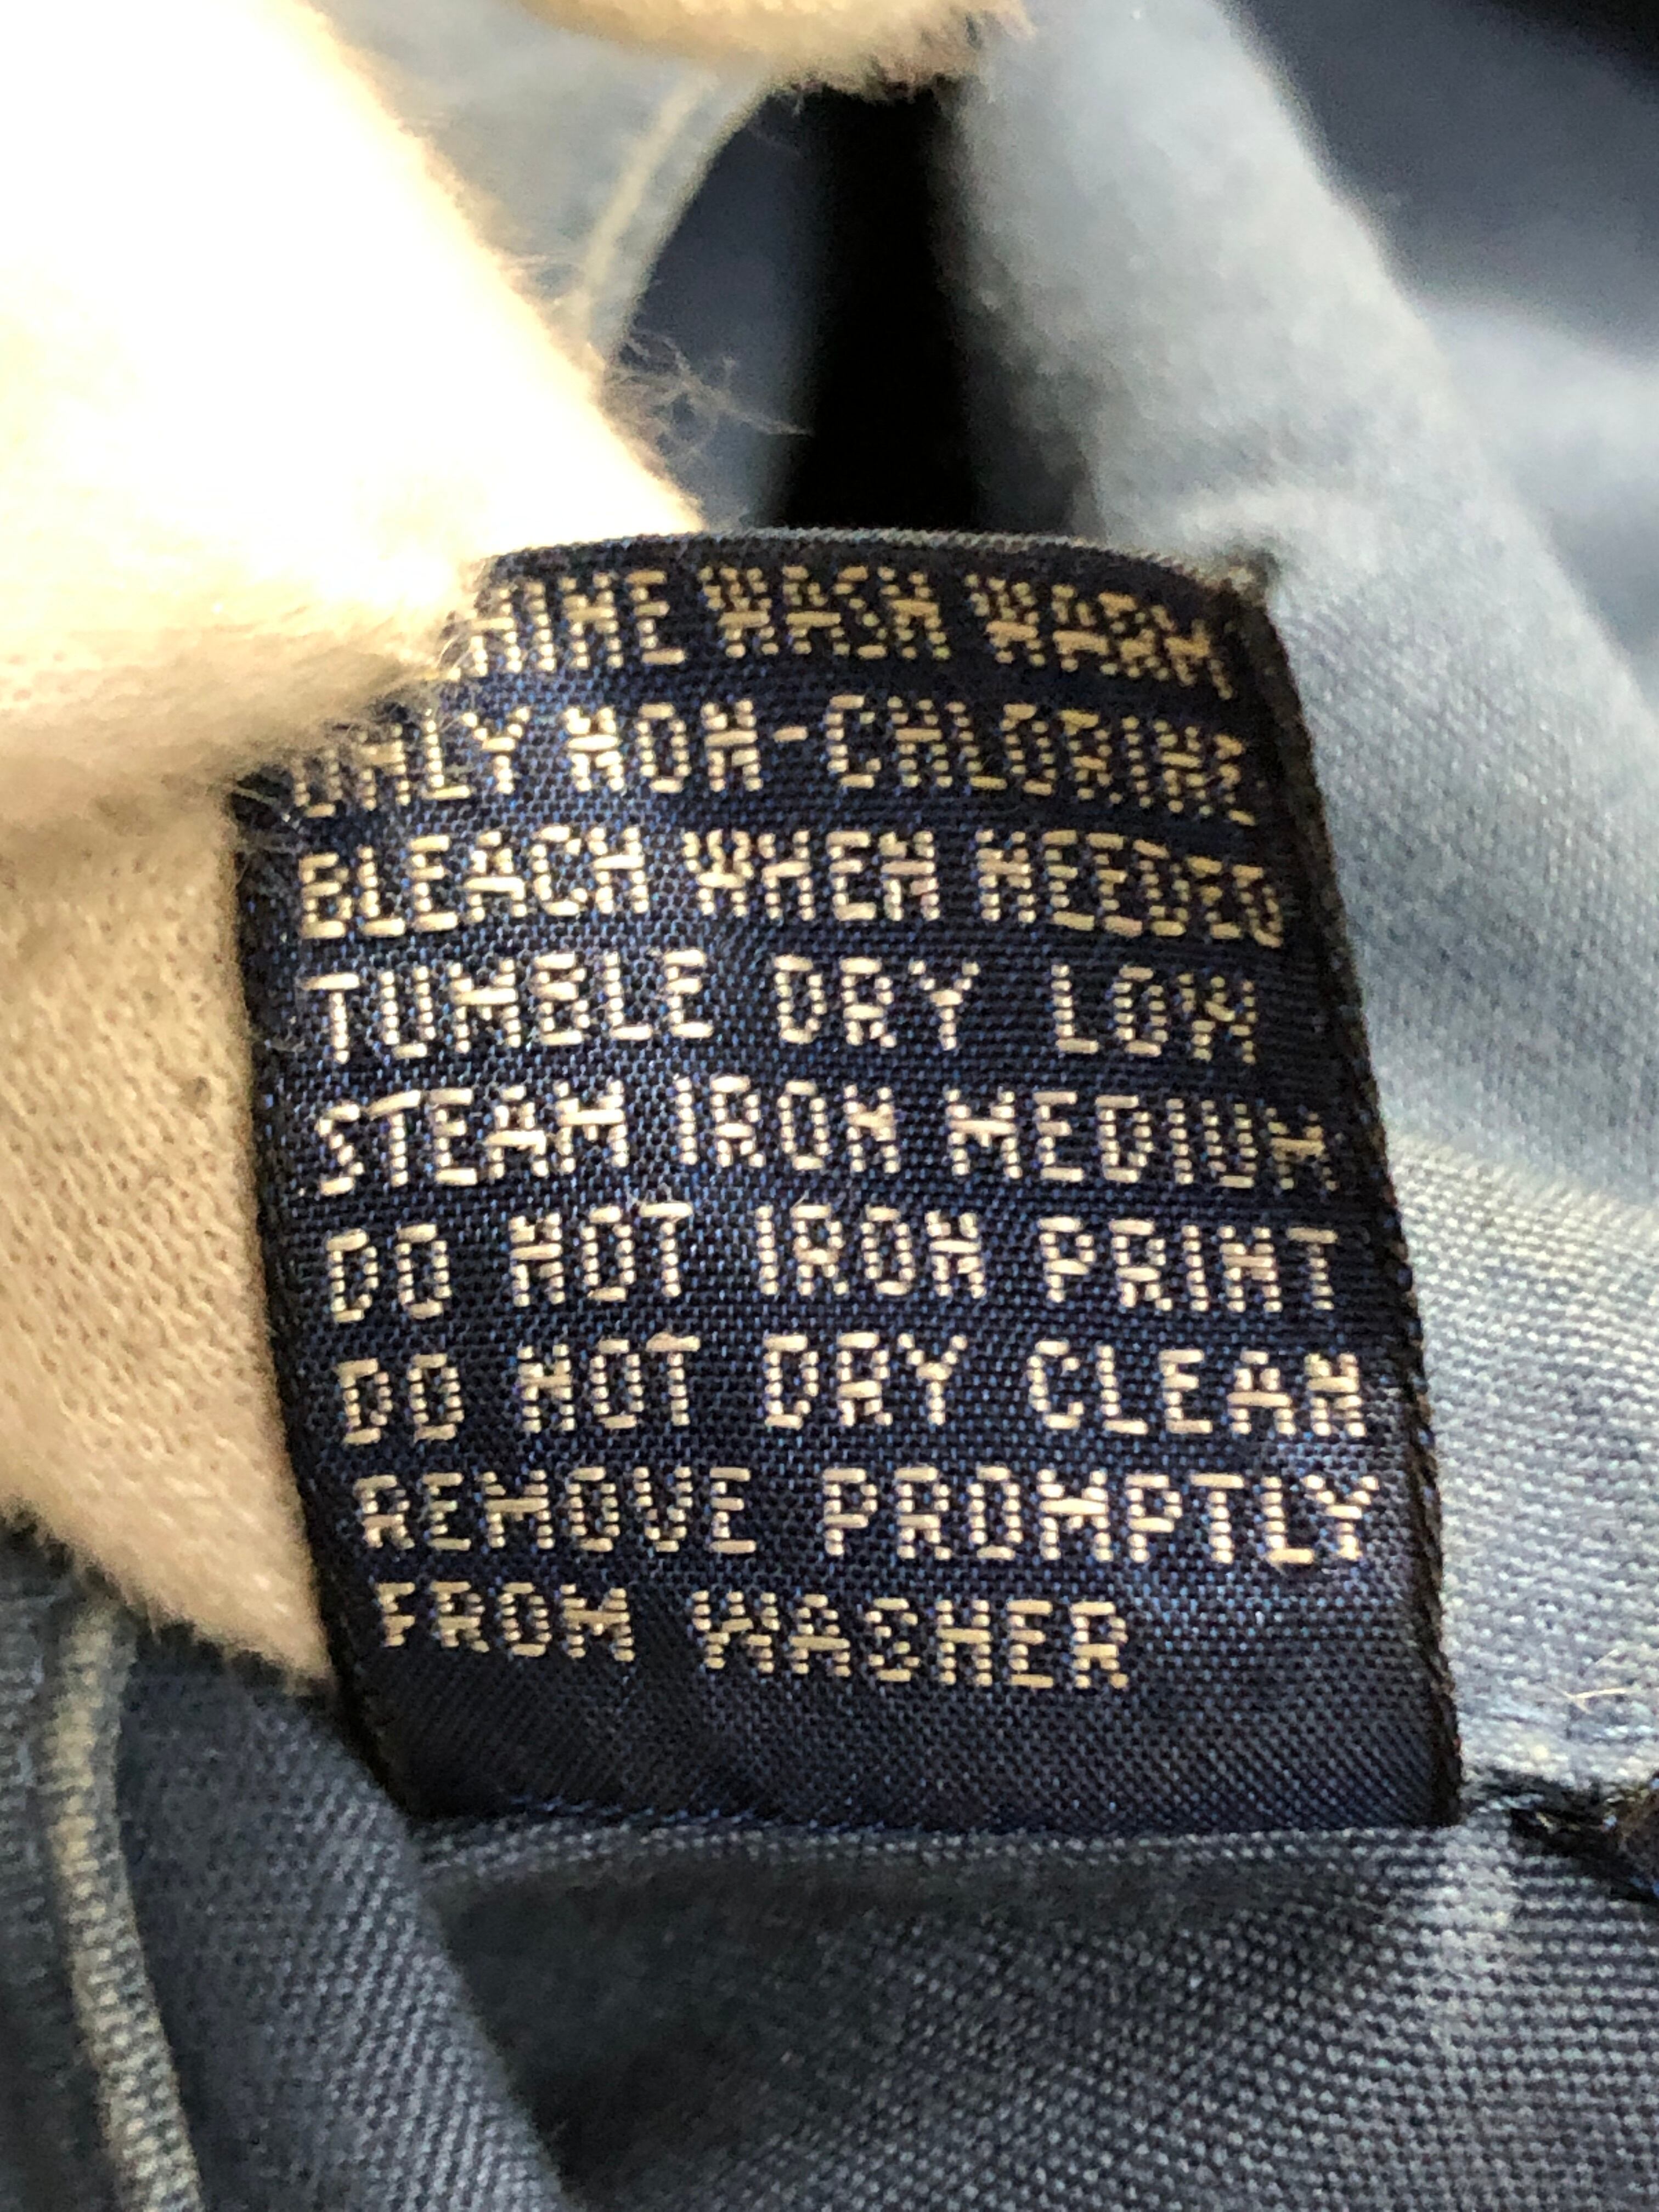 WASH WARM
ONLY NON-CHLORINE
BLEACH WHEN NEEDED
TUMBLE DRY LOW
STEAM IRON MEDIUM
DO NOT IRON PRINT
DO NOT DRY CLEAN
REMOVE PROMPTLY
FROM WASHER